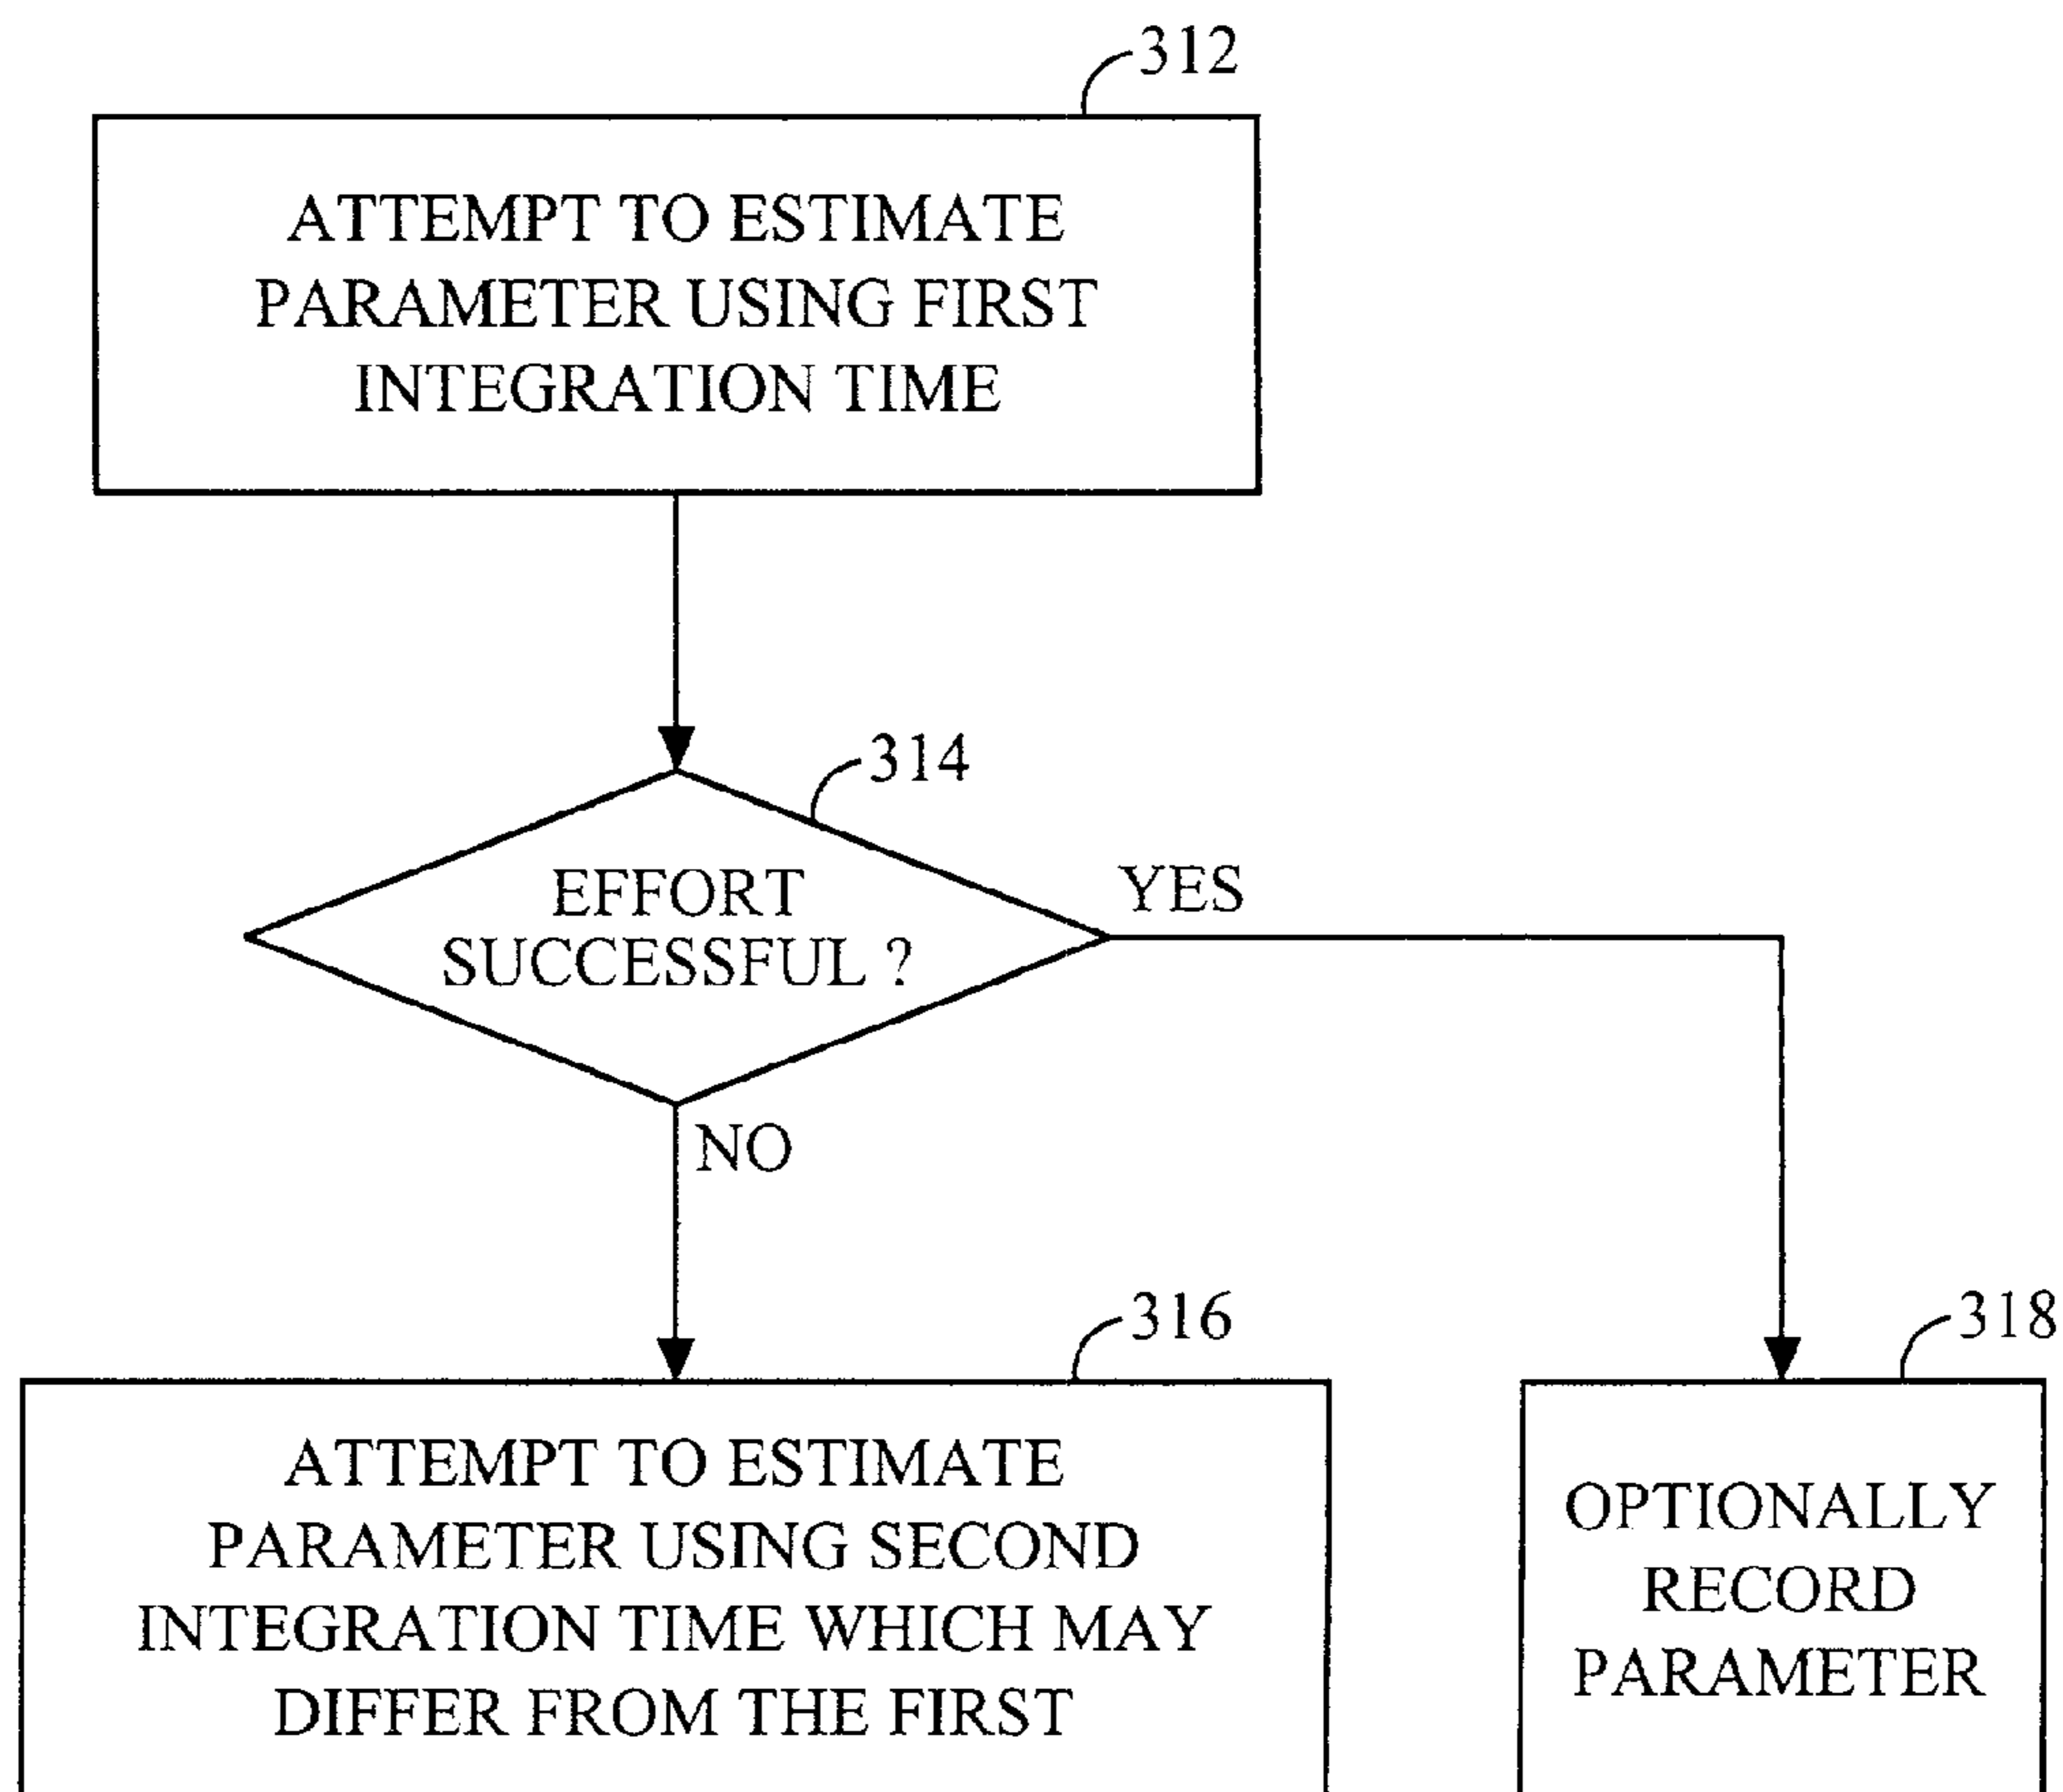 312
ATTEMPT TO ESTIMATE
PARAMETER USING FIRST
INTEGRATION TIME
314
EFFORT
SUCCESSFUL ?
YES
NO
316
ATTEMPT TO ESTIMATE
PARAMETER USING SECOND
INTEGRATION TIME WHICH MAY
DIFFER FROM THE FIRST
318
OPTIONALLY
RECORD
PARAMETER